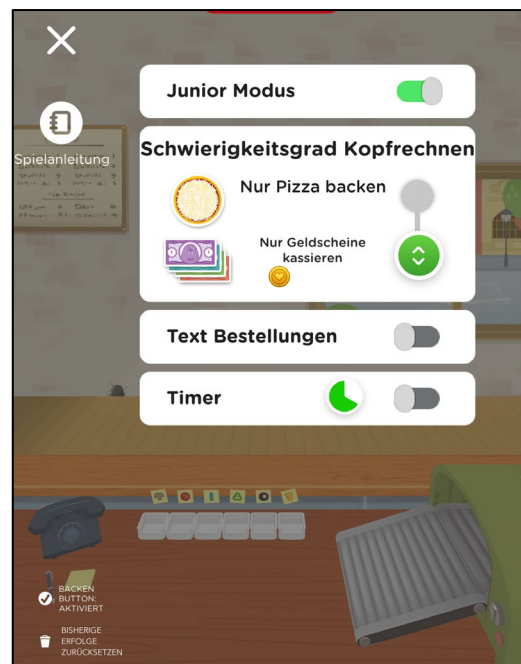 Junior Modus
Spielanleitung
Schwierigkeitsgrad Kopfrechnen
Nur Pizza backen
Nur Geldscheine
kassieren
Text Bestellungen
Timer
BACKEN
BUTTON:
AKTIVIERT
BISHERIGE
ERFOLGE
ZURÜCKSETZEN